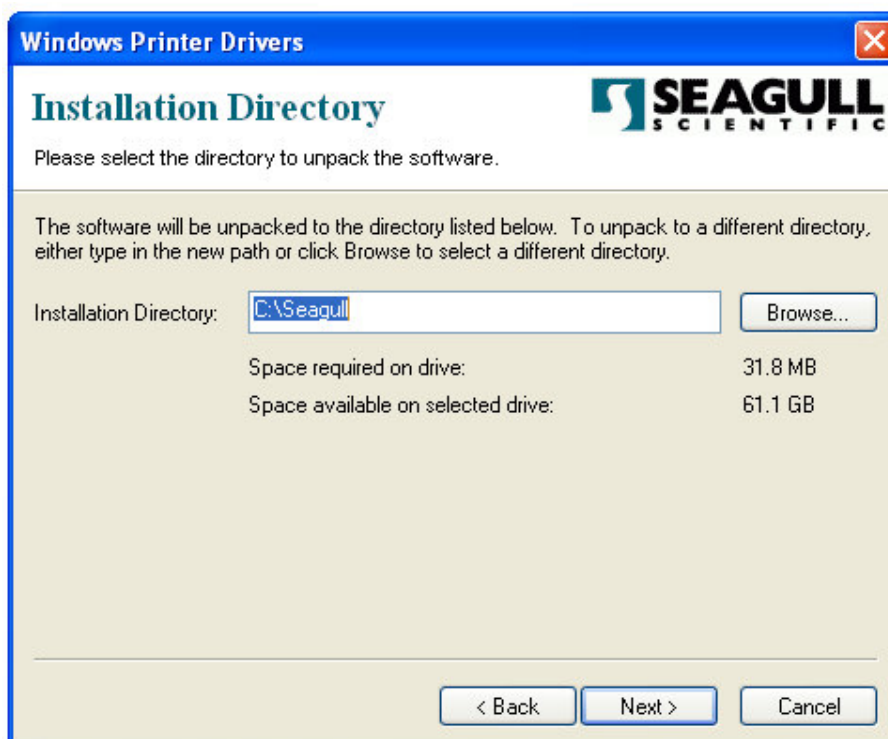 Windows Printer Drivers
Installation Directory
SEAGULL
SCIENTIFIC
Please select the directory to unpack the software.
The software will be unpacked to the directory listed below.  To unpack to a different directory,
either type in the new path or click Browse to select a different directory.
Installation Directory: C:\Seagull Browse...
Space required on drive: 31.8 MB
Space available on selected drive: 61.1 GB
< Back Next > Cancel